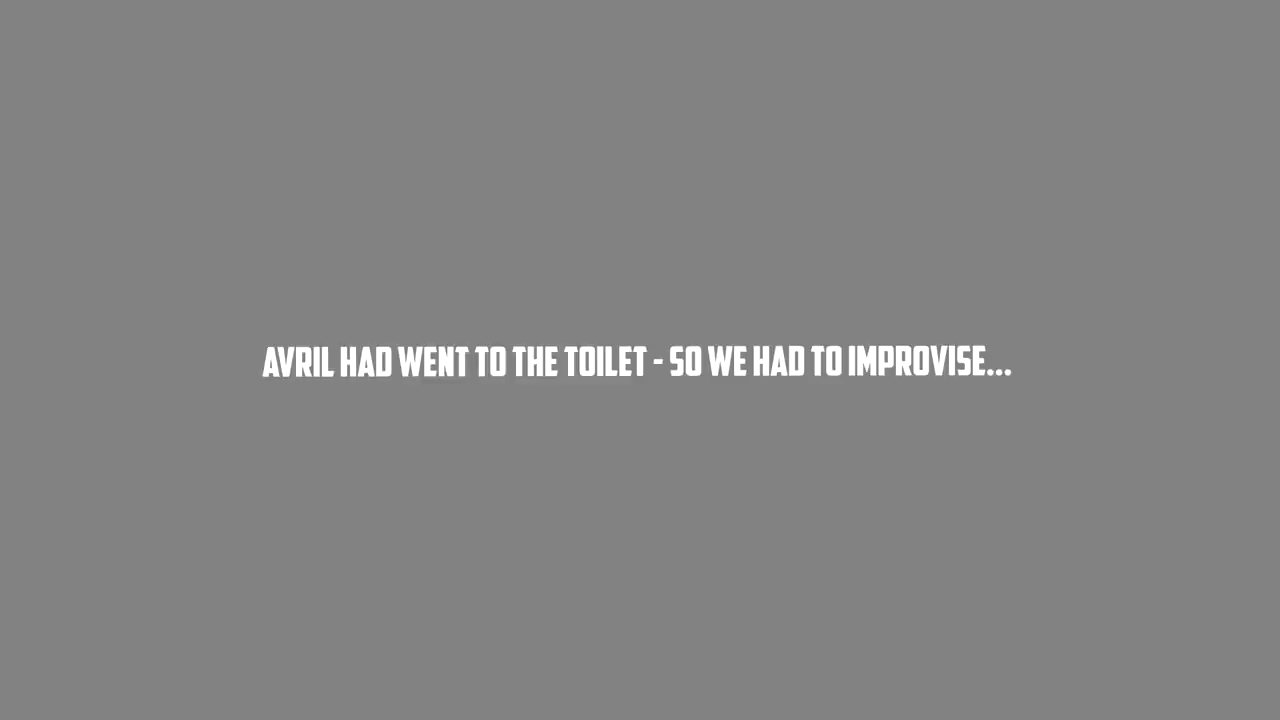 AVRIL HAD WENT TO THE TOILET - SO WE HAD TO IMPROVISE...